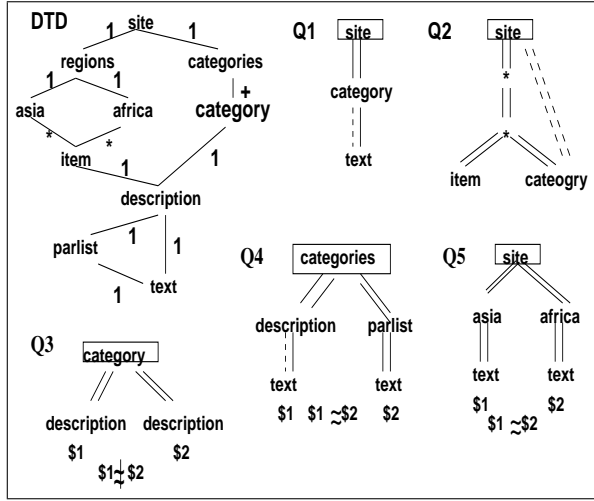 DTD
site
1
1
regions
categories
1
1
+
asia
africa
category
*
*
item
1
1
description
parlist
1
1
text
1
Q1
site
category
text
Q2
site
*
*
item
cateogry
Q3
category
description
description
$1
$2
$1 ≉ $2
Q4
categories
description
parlist
text
text
$1
$1 ≈ $2
$2
Q5
site
asia
africa
text
text
$1
$2
$1 ≈ $2